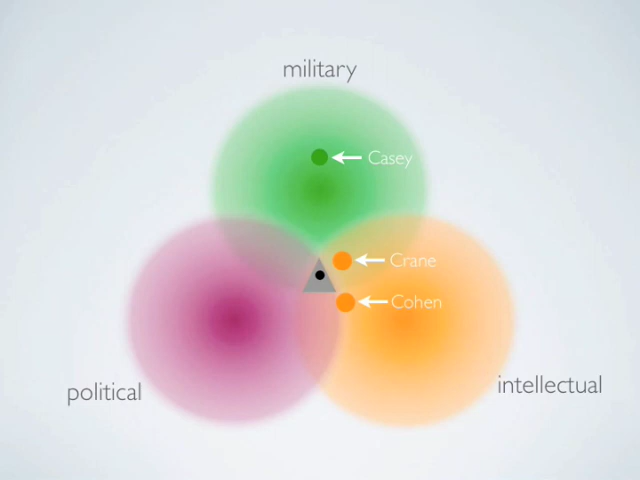 military
Casey
Crane
Cohen
political
intellectual